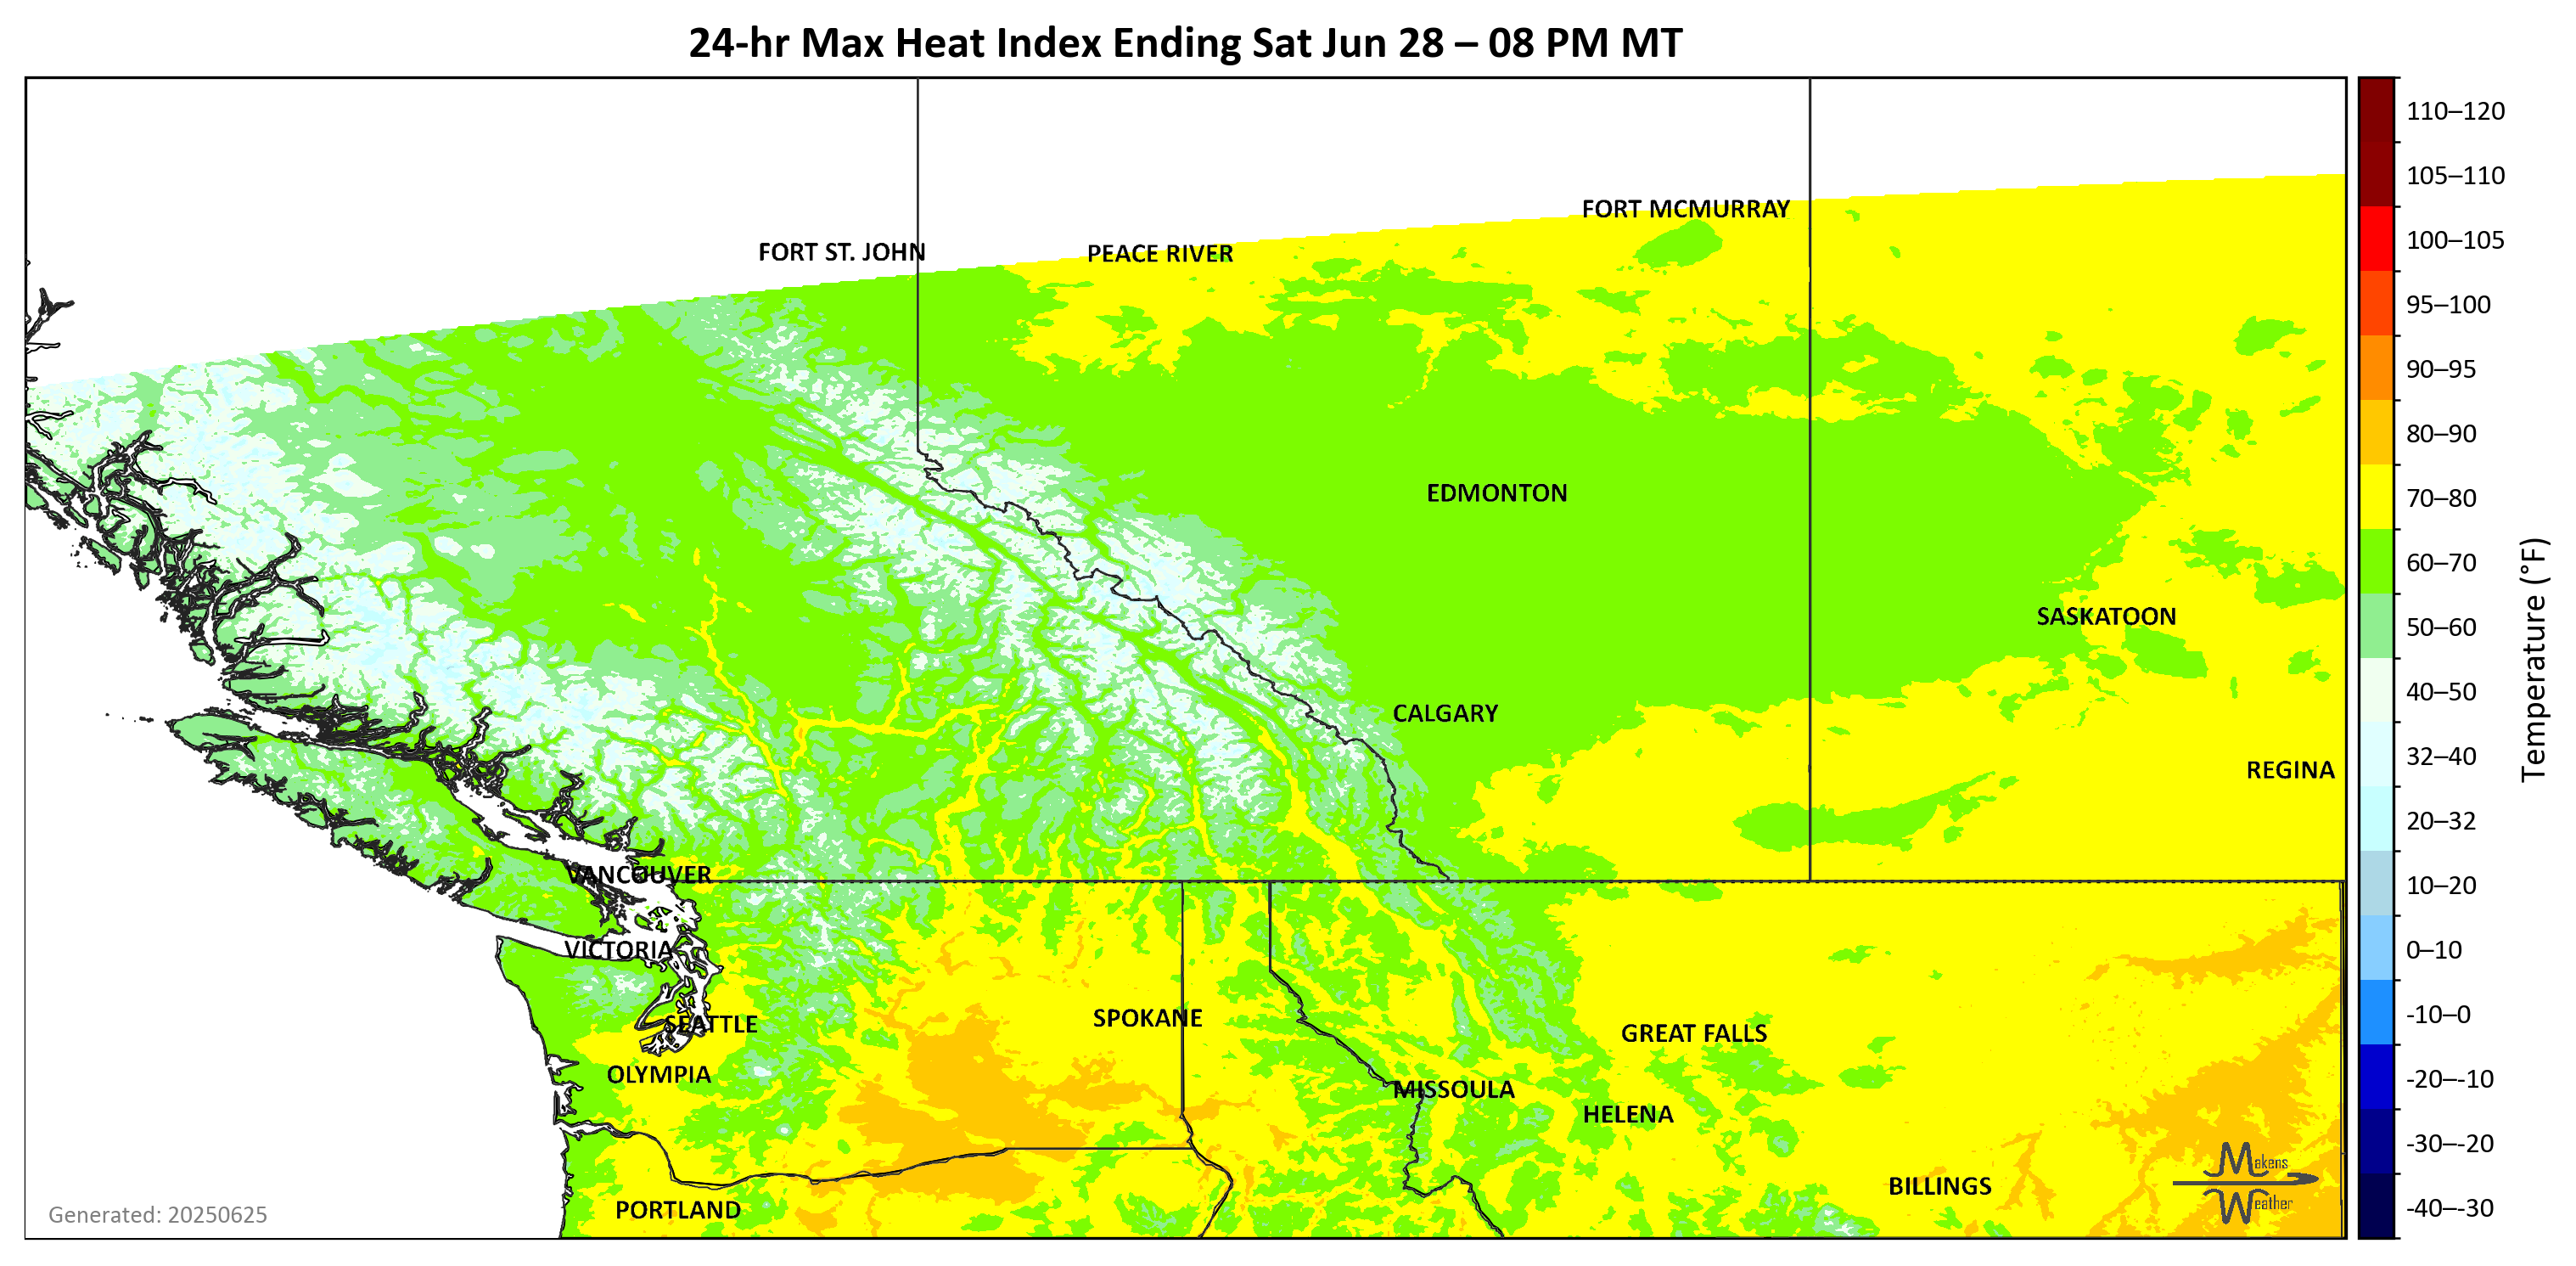 24-hr Max Heat Index Ending Sat Jun 28 – 08 PM MT
FORT MCMURRAY
FORT ST. JOHN
PEACE RIVER
EDMONTON
SASKATOON
CALGARY
REGINA
VANCOUVER
VICTORIA
SEATTLE
SPOKANE
GREAT FALLS
OLYMPIA
MISSOULA
HELENA
BILLINGS
PORTLAND
Makens
Weather
Generated: 20250625
110–120
105–110
100–105
95–100
90–95
80–90
70–80
60–70
50–60
40–50
32–40
20–32
10–20
0–10
-10–0
-20–-10
-30–-20
-40–-30
Temperature (°F)